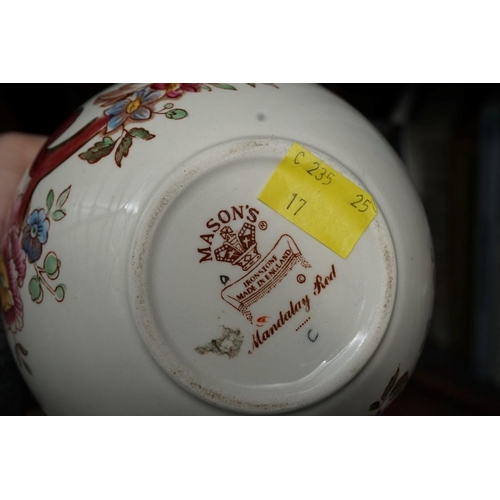 C 235 25
17
MASON'S
®
IRONSTONE
MADE IN ENGLAND
©
Mandalay Red
C